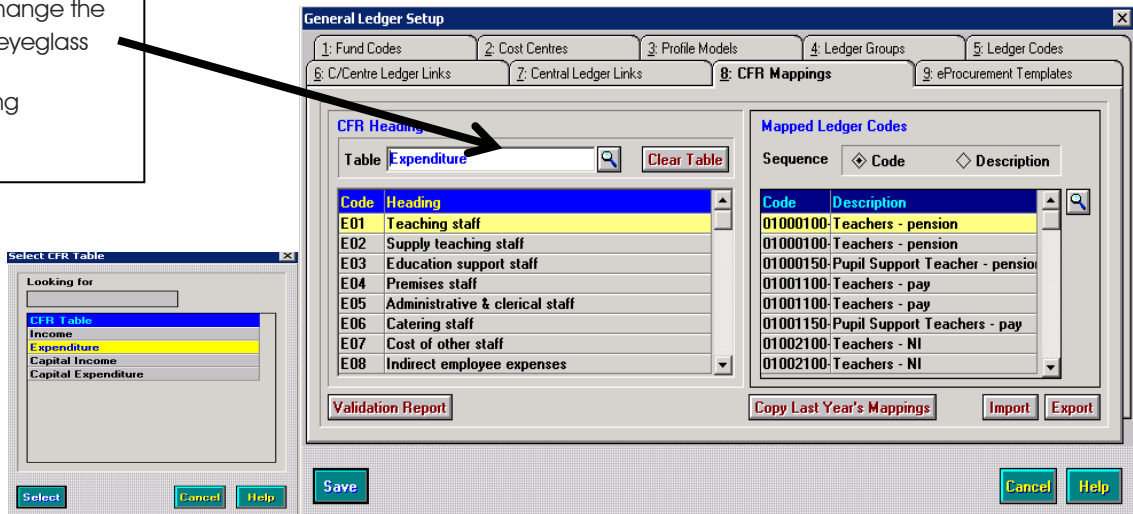 hange the
eyeglass
ng
General Ledger Setup
1: Fund Codes
2: Cost Centres
3: Profile Models
4: Ledger Groups
5: Ledger Codes
6: C/Centre Ledger Links
7: Central Ledger Links
8: CFR Mappings
9: eProcurement Templates
CFR Heading
Table Expenditure
Clear Table
Code Heading
E01 Teaching staff
E02 Supply teaching staff
E03 Education support staff
E04 Premises staff
E05 Administrative & clerical staff
E06 Catering staff
E07 Cost of other staff
E08 Indirect employee expenses
Validation Report
Mapped Ledger Codes
Sequence Code Description
Code Description
01000100- Teachers - pension
01000100- Teachers - pension
01000150- Pupil Support Teacher - pension
01001100- Teachers - pay
01001100- Teachers - pay
01001150- Pupil Support Teachers - pay
01002100- Teachers - NI
01002100- Teachers - NI
Copy Last Year's Mappings
Import
Export
Save
Cancel
Help
Select CFR Table
Looking for
CFR Table
Income
Expenditure
Capital Income
Capital Expenditure
Select
Cancel
Help